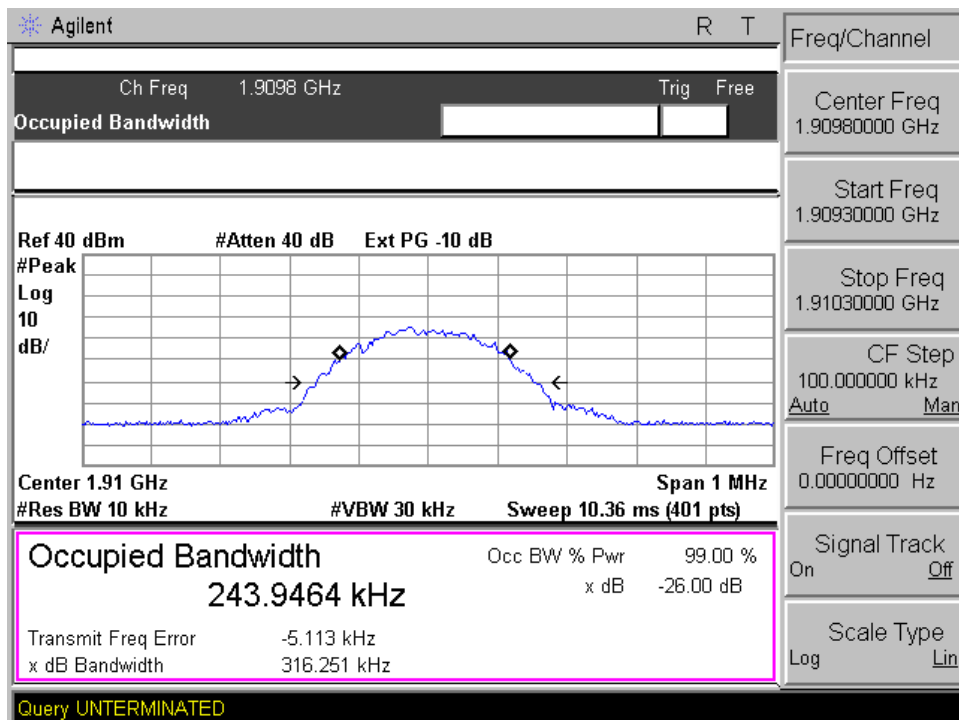 Agilent R T
Ch Freq 1.9098 GHz Trig Free
Occupied Bandwidth
Ref 40 dBm #Atten 40 dB Ext PG -10 dB
#Peak
Log
10
dB/
Center 1.91 GHz Span 1 MHz
#Res BW 10 kHz #VBW 30 kHz Sweep 10.36 ms (401 pts)
Occupied Bandwidth Occ BW % Pwr 99.00 %
243.9464 kHz x dB -26.00 dB
Transmit Freq Error -5.113 kHz
x dB Bandwidth 316.251 kHz
Query UNTERMINATED
Freq/Channel
Center Freq
1.90980000 GHz
Start Freq
1.90930000 GHz
Stop Freq
1.91030000 GHz
CF Step
100.000000 kHz
Auto Man
Freq Offset
0.00000000 Hz
Signal Track
On Off
Scale Type
Log Lin